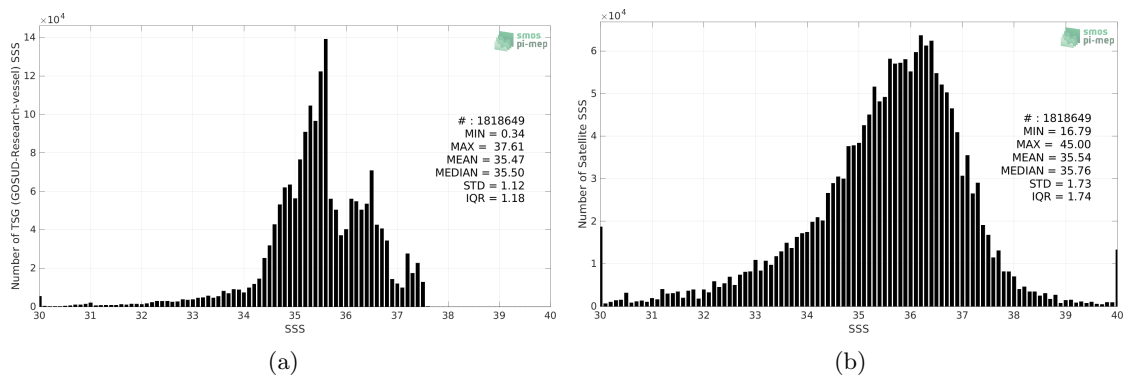 ×10⁴
14
12
10
8
6
4
2
0
30 31 32 33 34 35 36 37 38 39 40
SSS
Number of TSG (GOSUD-Research-vessel) SSS
smos
pi-mep
# : 1818649
MIN = 0.34
MAX = 37.61
MEAN = 35.47
MEDIAN = 35.50
STD = 1.12
IQR = 1.18
(a)
×10⁴
6
5
4
3
2
1
0
30 31 32 33 34 35 36 37 38 39 40
SSS
Number of Satellite SSS
smos
pi-mep
# : 1818649
MIN = 16.79
MAX = 45.00
MEAN = 35.54
MEDIAN = 35.76
STD = 1.73
IQR = 1.74
(b)